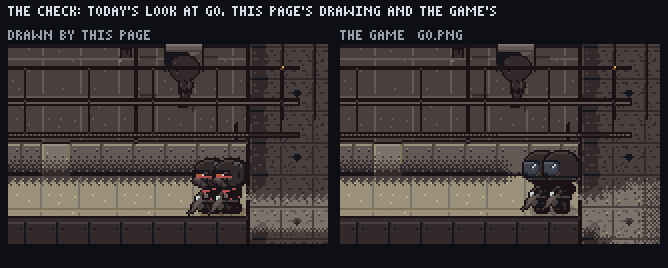 THE CHECK: TODAY'S LOOK AT GO, THIS PAGE'S DRAWING AND THE GAME'S
DRAWN BY THIS PAGE
THE GAME GO.PNG